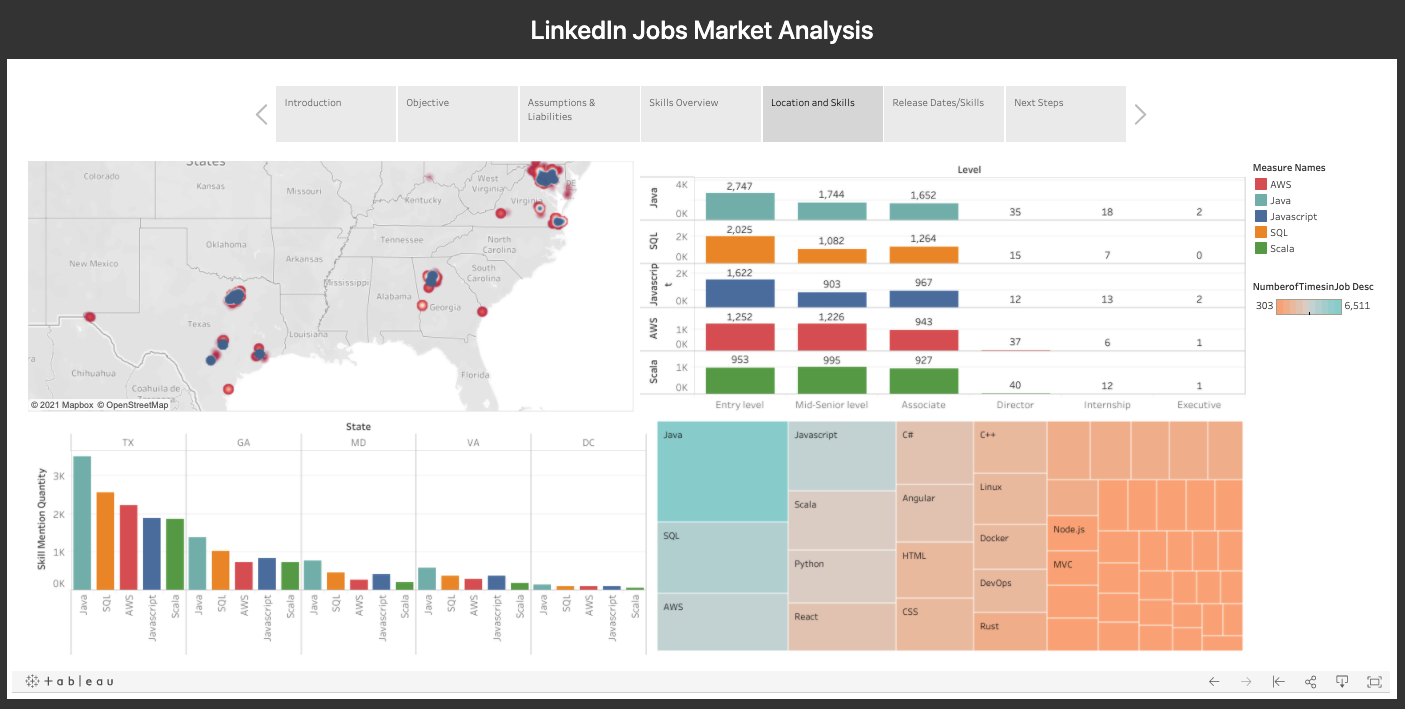 LinkedIn Jobs Market Analysis
Introduction
Objective
Assumptions &
Liabilities
Skills Overview
Location and Skills
Release Dates/Skills
Next Steps
States
Colorado
Kansas
Missouri
West
Virginia
Kentucky
Virginia
DE
Oklahoma
Tennessee
North
Carolina
Arkansas
New Mexico
South
Carolina
Mississippi
Alabama
Georgia
Texas
Louisiana
Chihuahua
Coahuila de
Florida
© 2021 Mapbox © OpenStreetMap
Level
Java
4K
0K
2,747
1,744
1,652
35
18
2
SQL
2K
0K
2,025
1,082
1,264
15
7
0
Javascrip
t
2K
0K
1,622
903
967
12
13
2
AWS
1K
0K
1,252
1,226
943
37
6
1
Scala
1K
0K
953
995
927
40
12
1
Entry level
Mid-Senior level
Associate
Director
Internship
Executive
Measure Names
AWS
Java
Javascript
SQL
Scala
NumberofTimesinJob Desc
303
6,511
State
TX
GA
MD
VA
DC
Skill Mention Quantity
3K
2K
1K
0K
Java
SQL
AWS
Javascript
Scala
Java
SQL
AWS
Javascript
Scala
Java
SQL
AWS
Javascript
Scala
Java
SQL
AWS
Javascript
Scala
Java
SQL
AWS
Javascript
Scala
Java
SQL
AWS
Javascript
Scala
Python
React
C#
Angular
HTML
CSS
C++
Linux
Docker
DevOps
Rust
Node.js
MVC
+ableau